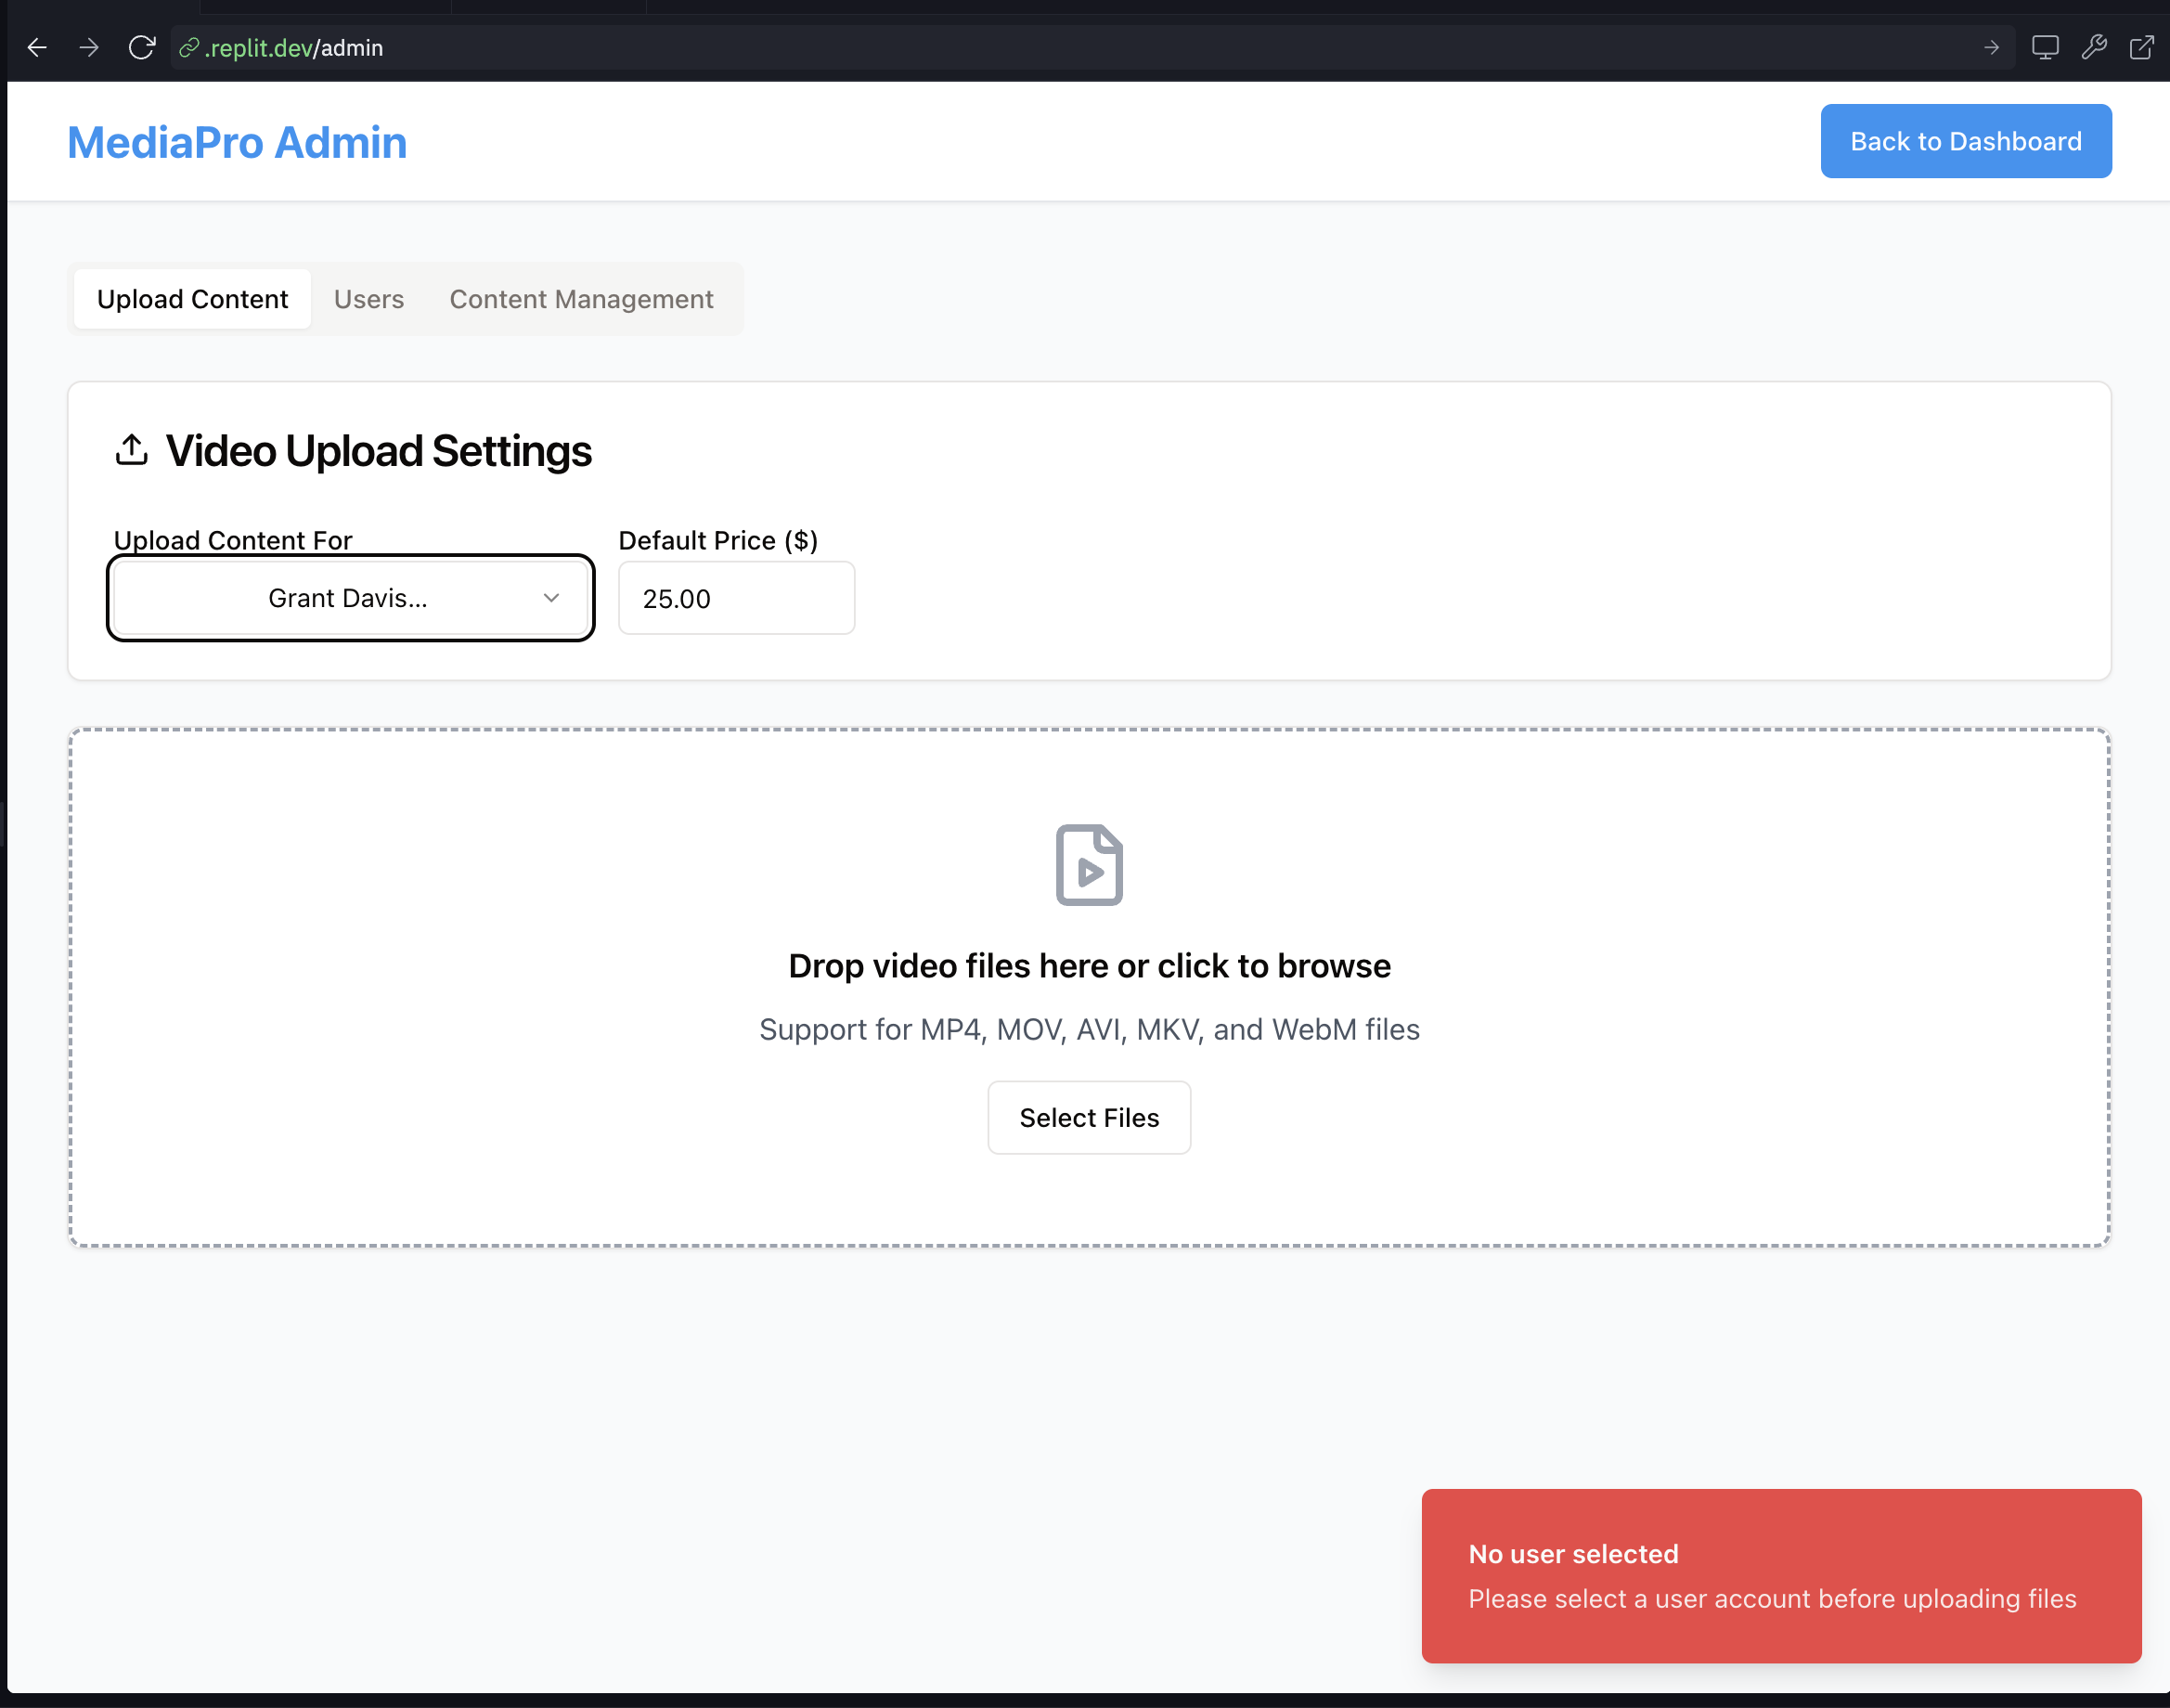 .replit.dev/admin
MediaPro Admin
Back to Dashboard
Upload Content
Users
Content Management
Video Upload Settings
Upload Content For
Default Price ($)
Grant Davis...
25.00
Drop video files here or click to browse
Support for MP4, MOV, AVI, MKV, and WebM files
Select Files
No user selected
Please select a user account before uploading files